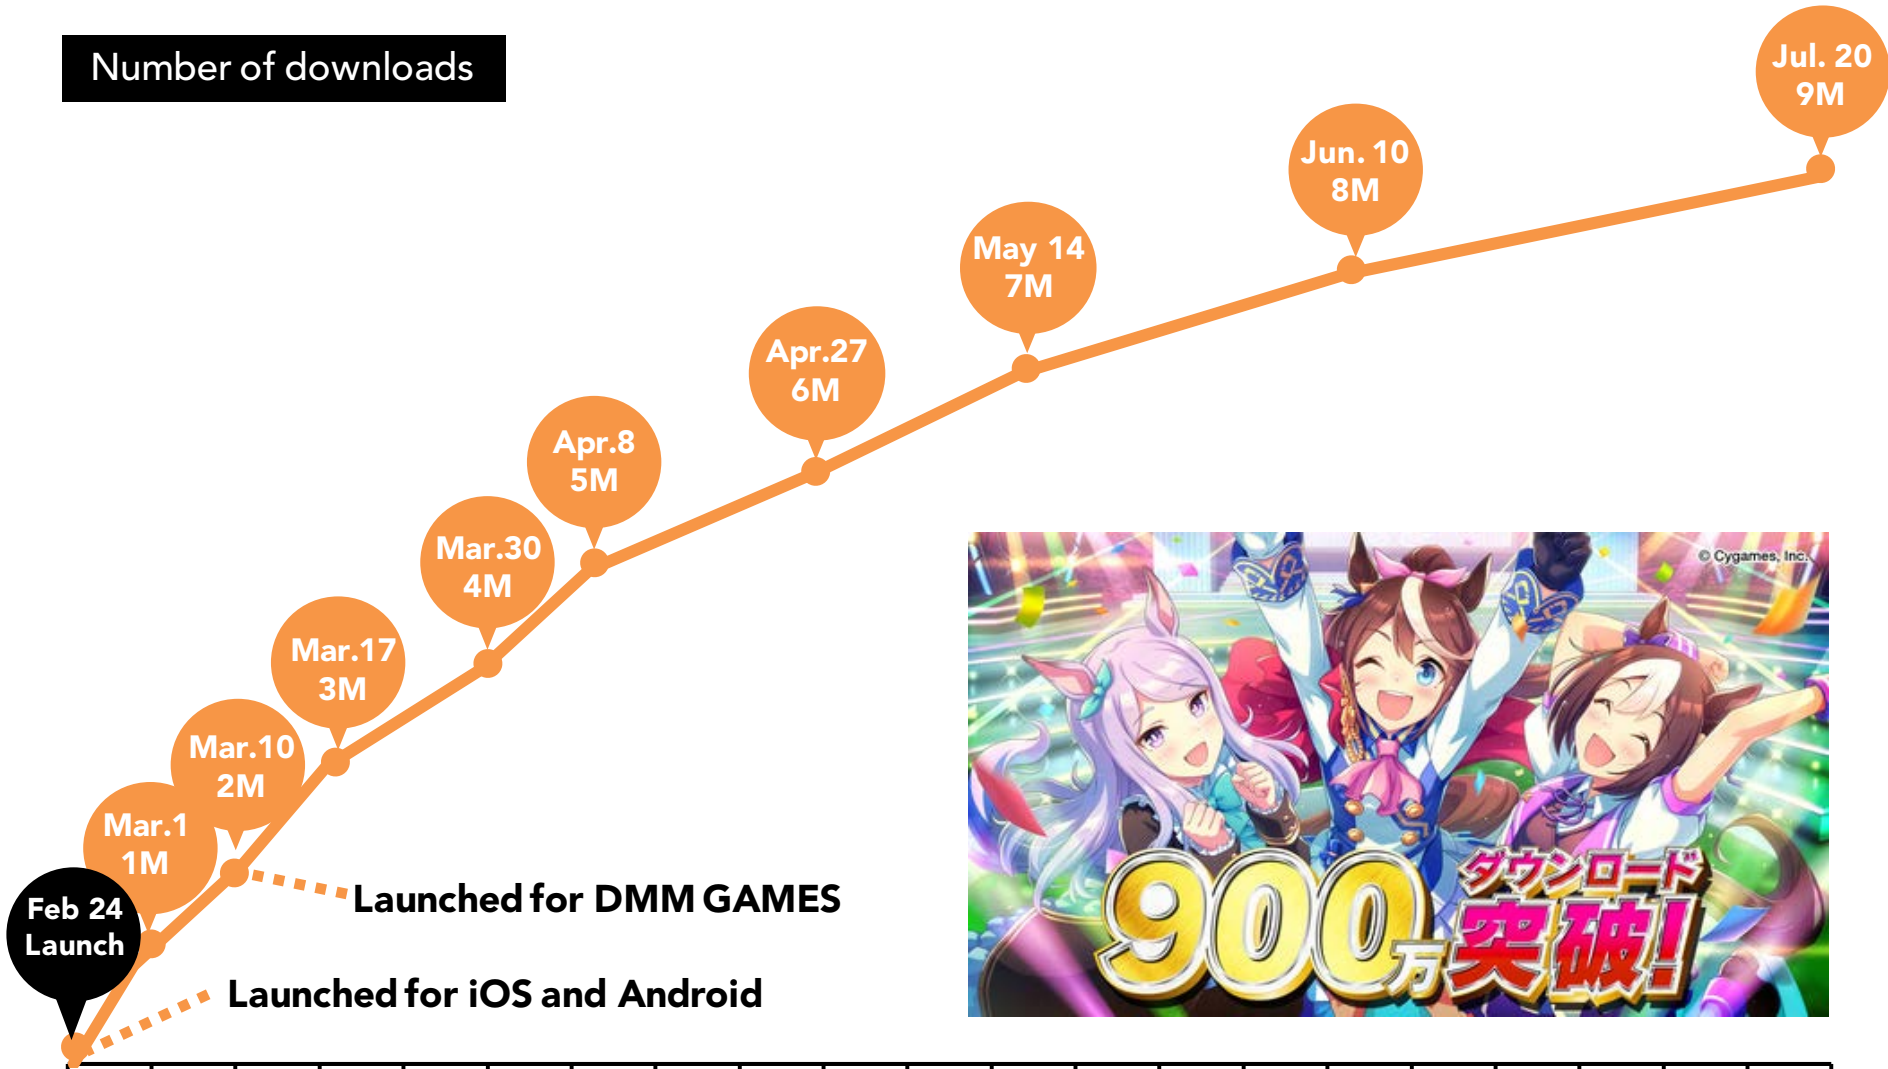 Number of downloads
Jul. 20
9M
Jun. 10
8M
May 14
7M
Apr.27
6M
Apr.8
5M
Mar.30
4M
Mar.17
3M
Mar.10
2M
Mar.1
1M
Feb 24
Launch
Launched for DMM GAMES
Launched for iOS and Android
© Cygames, Inc.
ダウンロード
900万突破!